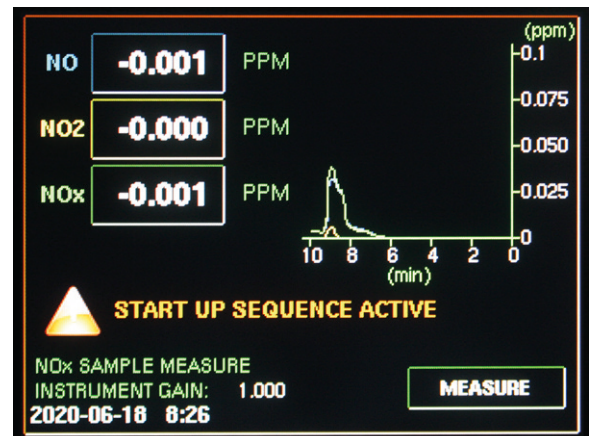 (ppm)
NO -0.001 PPM
0.1
0.075
NO2 -0.000 PPM
0.050
NOx -0.001 PPM
0.025
0
10 8 6 4 2 0
(min)
START UP SEQUENCE ACTIVE
NOx SAMPLE MEASURE
INSTRUMENT GAIN: 1.000
MEASURE
2020-06-18 8:26